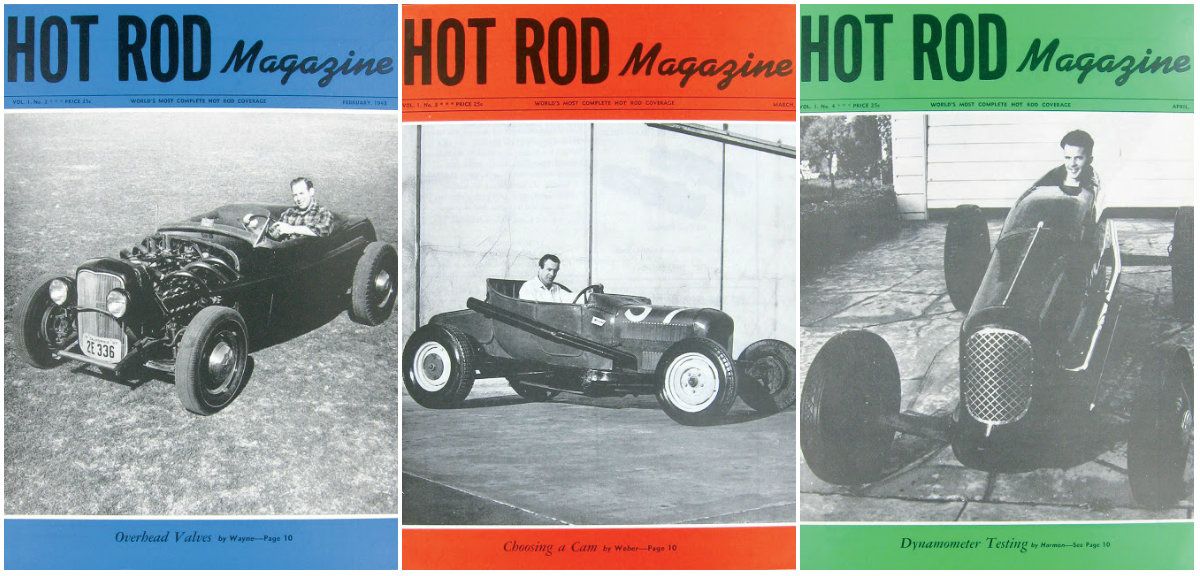 HOT ROD Magazine
VOL. 1, No. 2 * * * PRICE 25c WORLD'S MOST COMPLETE HOT ROD COVERAGE FEBRUARY, 1948
2E 336
Overhead Valves by Wayne—Page 10
HOT ROD Magazine
VOL. 1, No. 3 * * * PRICE 25c WORLD'S MOST COMPLETE HOT ROD COVERAGE MARCH,
Choosing a Cam by Weber—Page 10
HOT ROD Magazine
VOL. 1, No. 4 * * * PRICE 25c WORLD'S MOST COMPLETE HOT ROD COVERAGE APRIL,
Dynamometer Testing by Harman—See Page 10